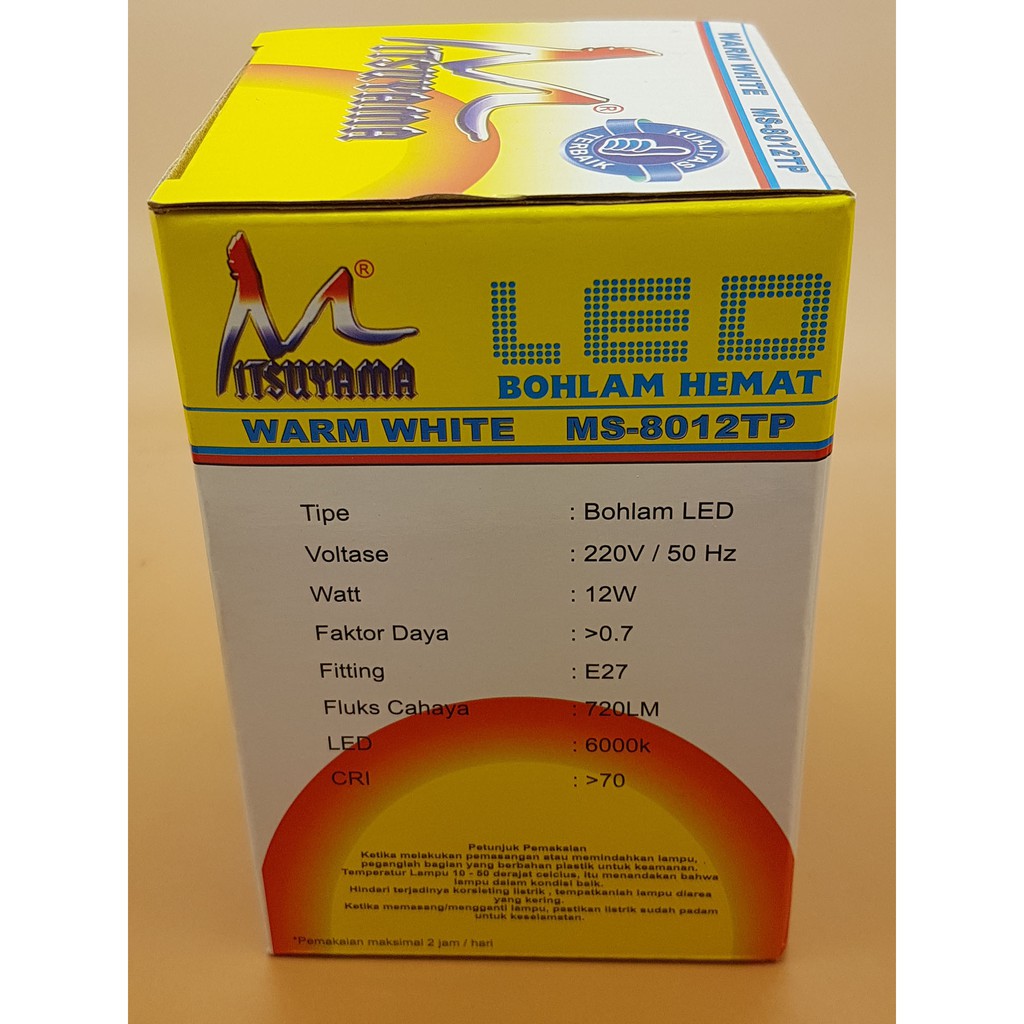 MITSUYAMA ®
KUALITAS
TERBAIK
WARM WHITE MS-8012TP
MITSUYAMA ®
LED
BOHLAM HEMAT
WARM WHITE MS-8012TP
Tipe : Bohlam LED
Voltase : 220V / 50 Hz
Watt : 12W
Faktor Daya : >0.7
Fitting : E27
Fluks Cahaya : 720LM
LED : 6000k
CRI : >70
Petunjuk Pemakaian
Ketika melakukan pemasangan atau memindahkan lampu,
peganglah bagian yang berbahan plastik untuk keamanan.
Temperatur Lampu 10 - 50 derajat celcius, itu menandakan bahwa
lampu dalam kondisi baik.
Hindari terjadinya korsleting listrik , tempatkanlah lampu diarea
yang kering.
Ketika memasang/mengganti lampu, pastikan listrik sudah padam
untuk keselamatan.
*Pemakaian maksimal 2 jam / hari